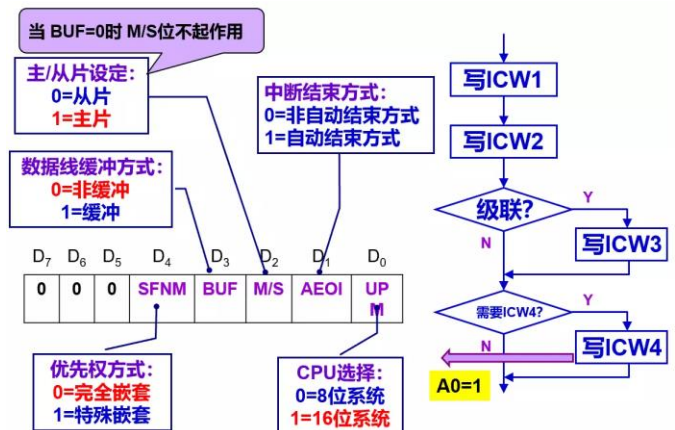 当 BUF=0时 M/S位不起作用
主/从片设定：
0=从片
1=主片
中断结束方式：
0=非自动结束方式
1=自动结束方式
数据线缓冲方式：
0=非缓冲
1=缓冲
D7 D6 D5 D4 D3 D2 D1 D0
0 0 0 SFNM BUF M/S AEOI UP
M
优先权方式：
0=完全嵌套
1=特殊嵌套
CPU选择：
0=8位系统
1=16位系统
写ICW1
写ICW2
级联？
Y
N
写ICW3
需要ICW4?
Y
N
写ICW4
A0=1